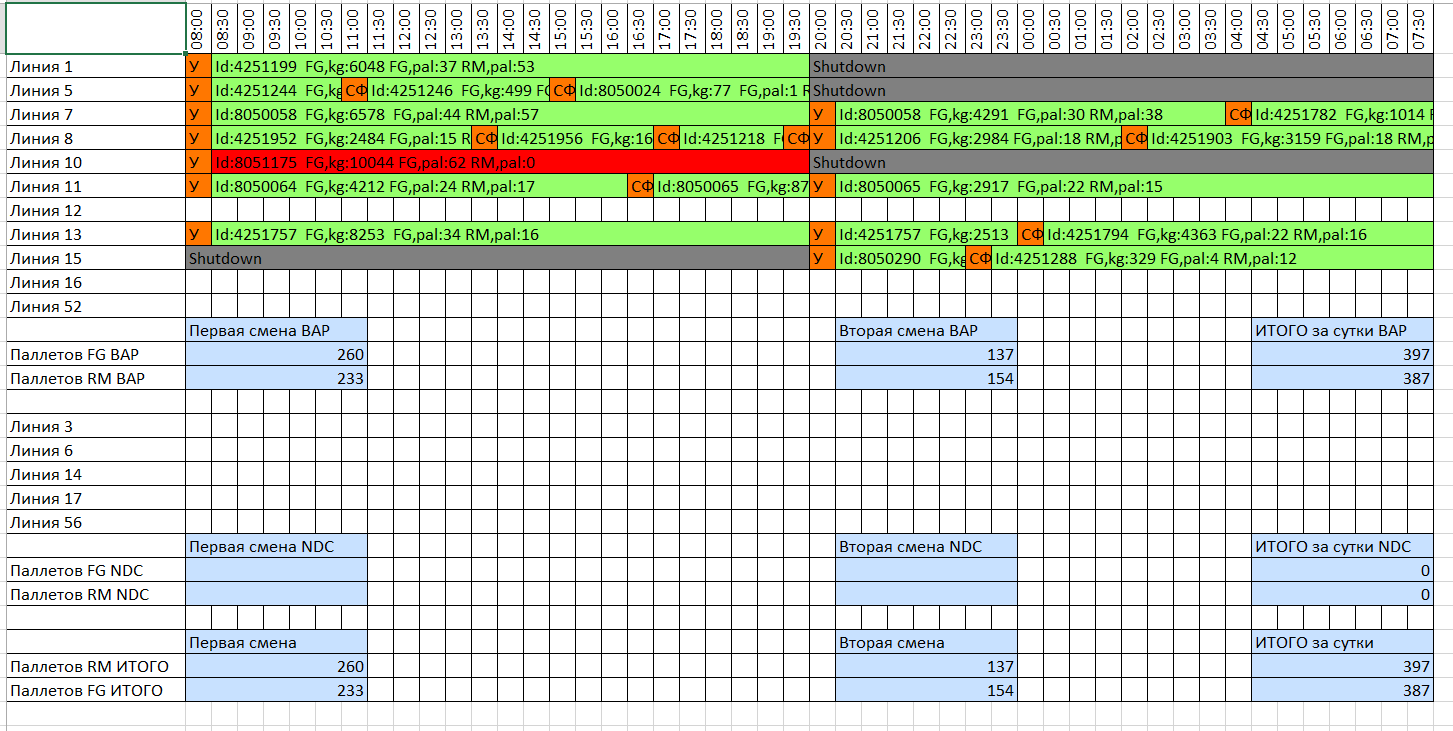 08:00 08:30 09:00 09:30 10:00 10:30 11:00 11:30 12:00 12:30 13:00 13:30 14:00 14:30 15:00 15:30 16:00 16:30 17:00 17:30 18:00 18:30 19:00 19:30 20:00 20:30 21:00 21:30 22:00 22:30 23:00 23:30 00:00 00:30 01:00 01:30 02:00 02:30 03:00 03:30 04:00 04:30 05:00 05:30 06:00 06:30 07:00 07:30
Линия 1 У Id:4251199 FG,kg:6048 FG,pal:37 RM,pal:53 Shutdown
Линия 5 У Id:4251244 FG,kg СФ Id:4251246 FG,kg:499 FG СФ Id:8050024 FG,kg:77 FG,pal:1 R Shutdown
Линия 7 У Id:8050058 FG,kg:6578 FG,pal:44 RM,pal:57 У Id:8050058 FG,kg:4291 FG,pal:30 RM,pal:38 СФ Id:4251782 FG,kg:1014
Линия 8 У Id:4251952 FG,kg:2484 FG,pal:15 R СФ Id:4251956 FG,kg:16 СФ Id:4251218 СФ У Id:4251206 FG,kg:2984 FG,pal:18 RM,p СФ Id:4251903 FG,kg:3159 FG,pal:18 RM,p
Линия 10 У Id:8051175 FG,kg:10044 FG,pal:62 RM,pal:0 Shutdown
Линия 11 У Id:8050064 FG,kg:4212 FG,pal:24 RM,pal:17 СФ Id:8050065 FG,kg:87 У Id:8050065 FG,kg:2917 FG,pal:22 RM,pal:15
Линия 12
Линия 13 У Id:4251757 FG,kg:8253 FG,pal:34 RM,pal:16 У Id:4251757 FG,kg:2513 СФ Id:4251794 FG,kg:4363 FG,pal:22 RM,pal:16
Линия 15 Shutdown У Id:8050290 FG,kg СФ Id:4251288 FG,kg:329 FG,pal:4 RM,pal:12
Линия 16
Линия 52
Первая смена BAP Вторая смена BAP ИТОГО за сутки BAP
Паллетов FG BAP 260 137 397
Паллетов RM BAP 233 154 387
Линия 3
Линия 6
Линия 14
Линия 17
Линия 56
Первая смена NDC Вторая смена NDC ИТОГО за сутки NDC
Паллетов FG NDC 0
Паллетов RM NDC 0
Первая смена Вторая смена ИТОГО за сутки
Паллетов RM ИТОГО 260 137 397
Паллетов FG ИТОГО 233 154 387